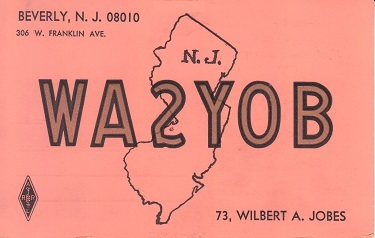 BEVERLY, N. J. 08010
306 W. FRANKLIN AVE.
N.J.
WA2YOB
73, WILBERT A. JOBES